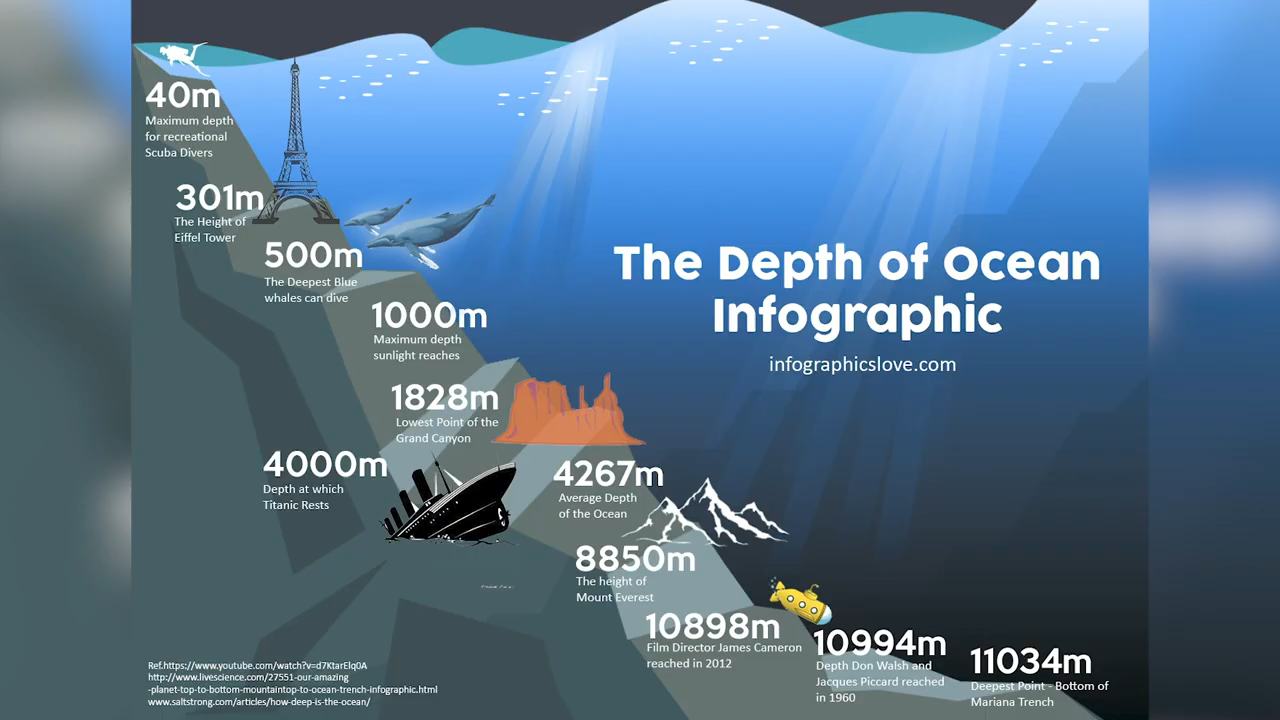 40m
Maximum depth
for recreational
Scuba Divers
301m
The Height of
Eiffel Tower
500m
The Deepest Blue
whales can dive
The Depth of Ocean
Infographic
infographicslove.com
1000m
Maximum depth
sunlight reaches
1828m
Lowest Point of the
Grand Canyon
4000m
Depth at which
Titanic Rests
4267m
Average Depth
of the Ocean
8850m
The height of
Mount Everest
10898m
Film Director James Cameron
reached in 2012
10994m
Depth Don Walsh and
Jacques Piccard reached
in 1960
11034m
Deepest Point - Bottom of
Mariana Trench
Ref.https://www.youtube.com/watch?v=d7KtarElq0A
http://www.livescience.com/27551-our-amazing
-planet-top-to-bottom-mountaintop-to-ocean-trench-infographic.html
www.saltstrong.com/articles/how-deep-is-the-ocean/